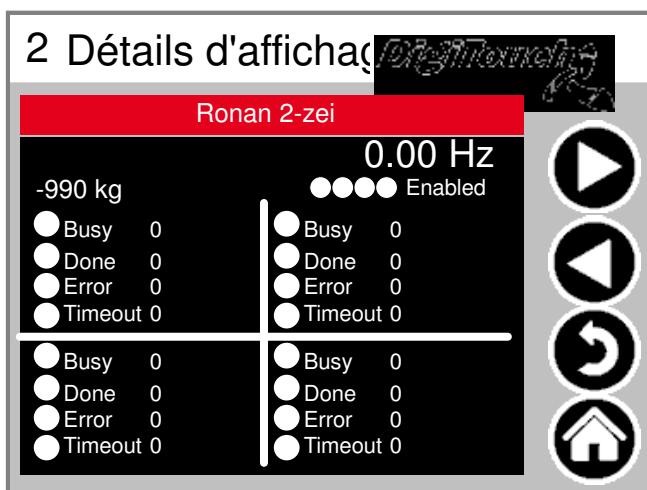 2 Détails d'affichag
DigiTouch
Ronan 2-zei
0.00 Hz
-990 kg
Enabled
Busy 0
Done 0
Error 0
Timeout 0
Busy 0
Done 0
Error 0
Timeout 0
Busy 0
Done 0
Error 0
Timeout 0
Busy 0
Done 0
Error 0
Timeout 0